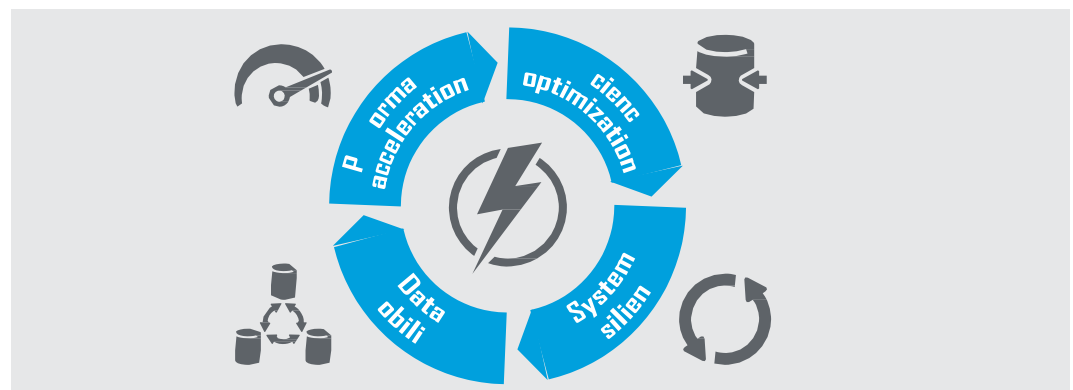 p orma
acceleration
cienc
optimization
System
silien
Data
obili